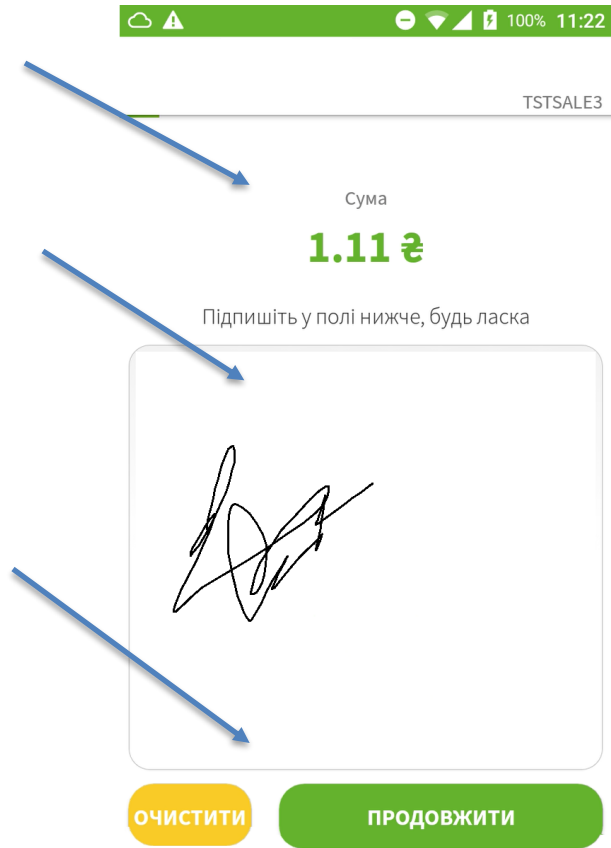 100% 11:22
TSTSALE3
Сума
1.11 ₴
Підпишіть у полі нижче, будь ласка
ОЧИСТИТИ ПРОДОВЖИТИ